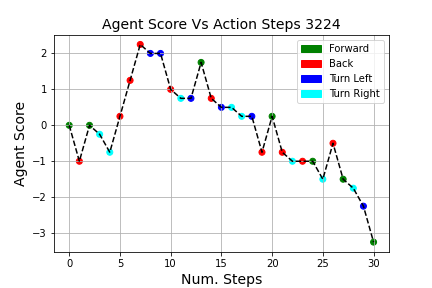 Agent Score Vs Action Steps 3224
Forward
Back
Turn Left
Turn Right
Agent Score
2
1
0
−1
−2
−3
0 5 10 15 20 25 30
Num. Steps